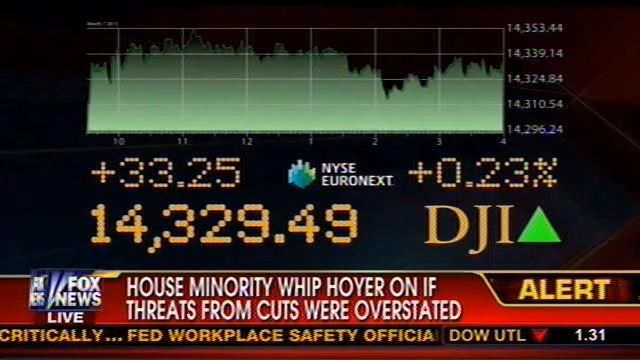 14,353.44
14,339.14
14,324.84
14,310.54
14,296.24
10 11 12 1 2 3 4
+33.25 NYSE EURONEXT +0.23%
14,329.49 DJI
FOX NEWS LIVE
HOUSE MINORITY WHIP HOYER ON IF
THREATS FROM CUTS WERE OVERSTATED
ALERT
CRITICALLY... FED WORKPLACE SAFETY OFFICIA DOW UTL 1.31